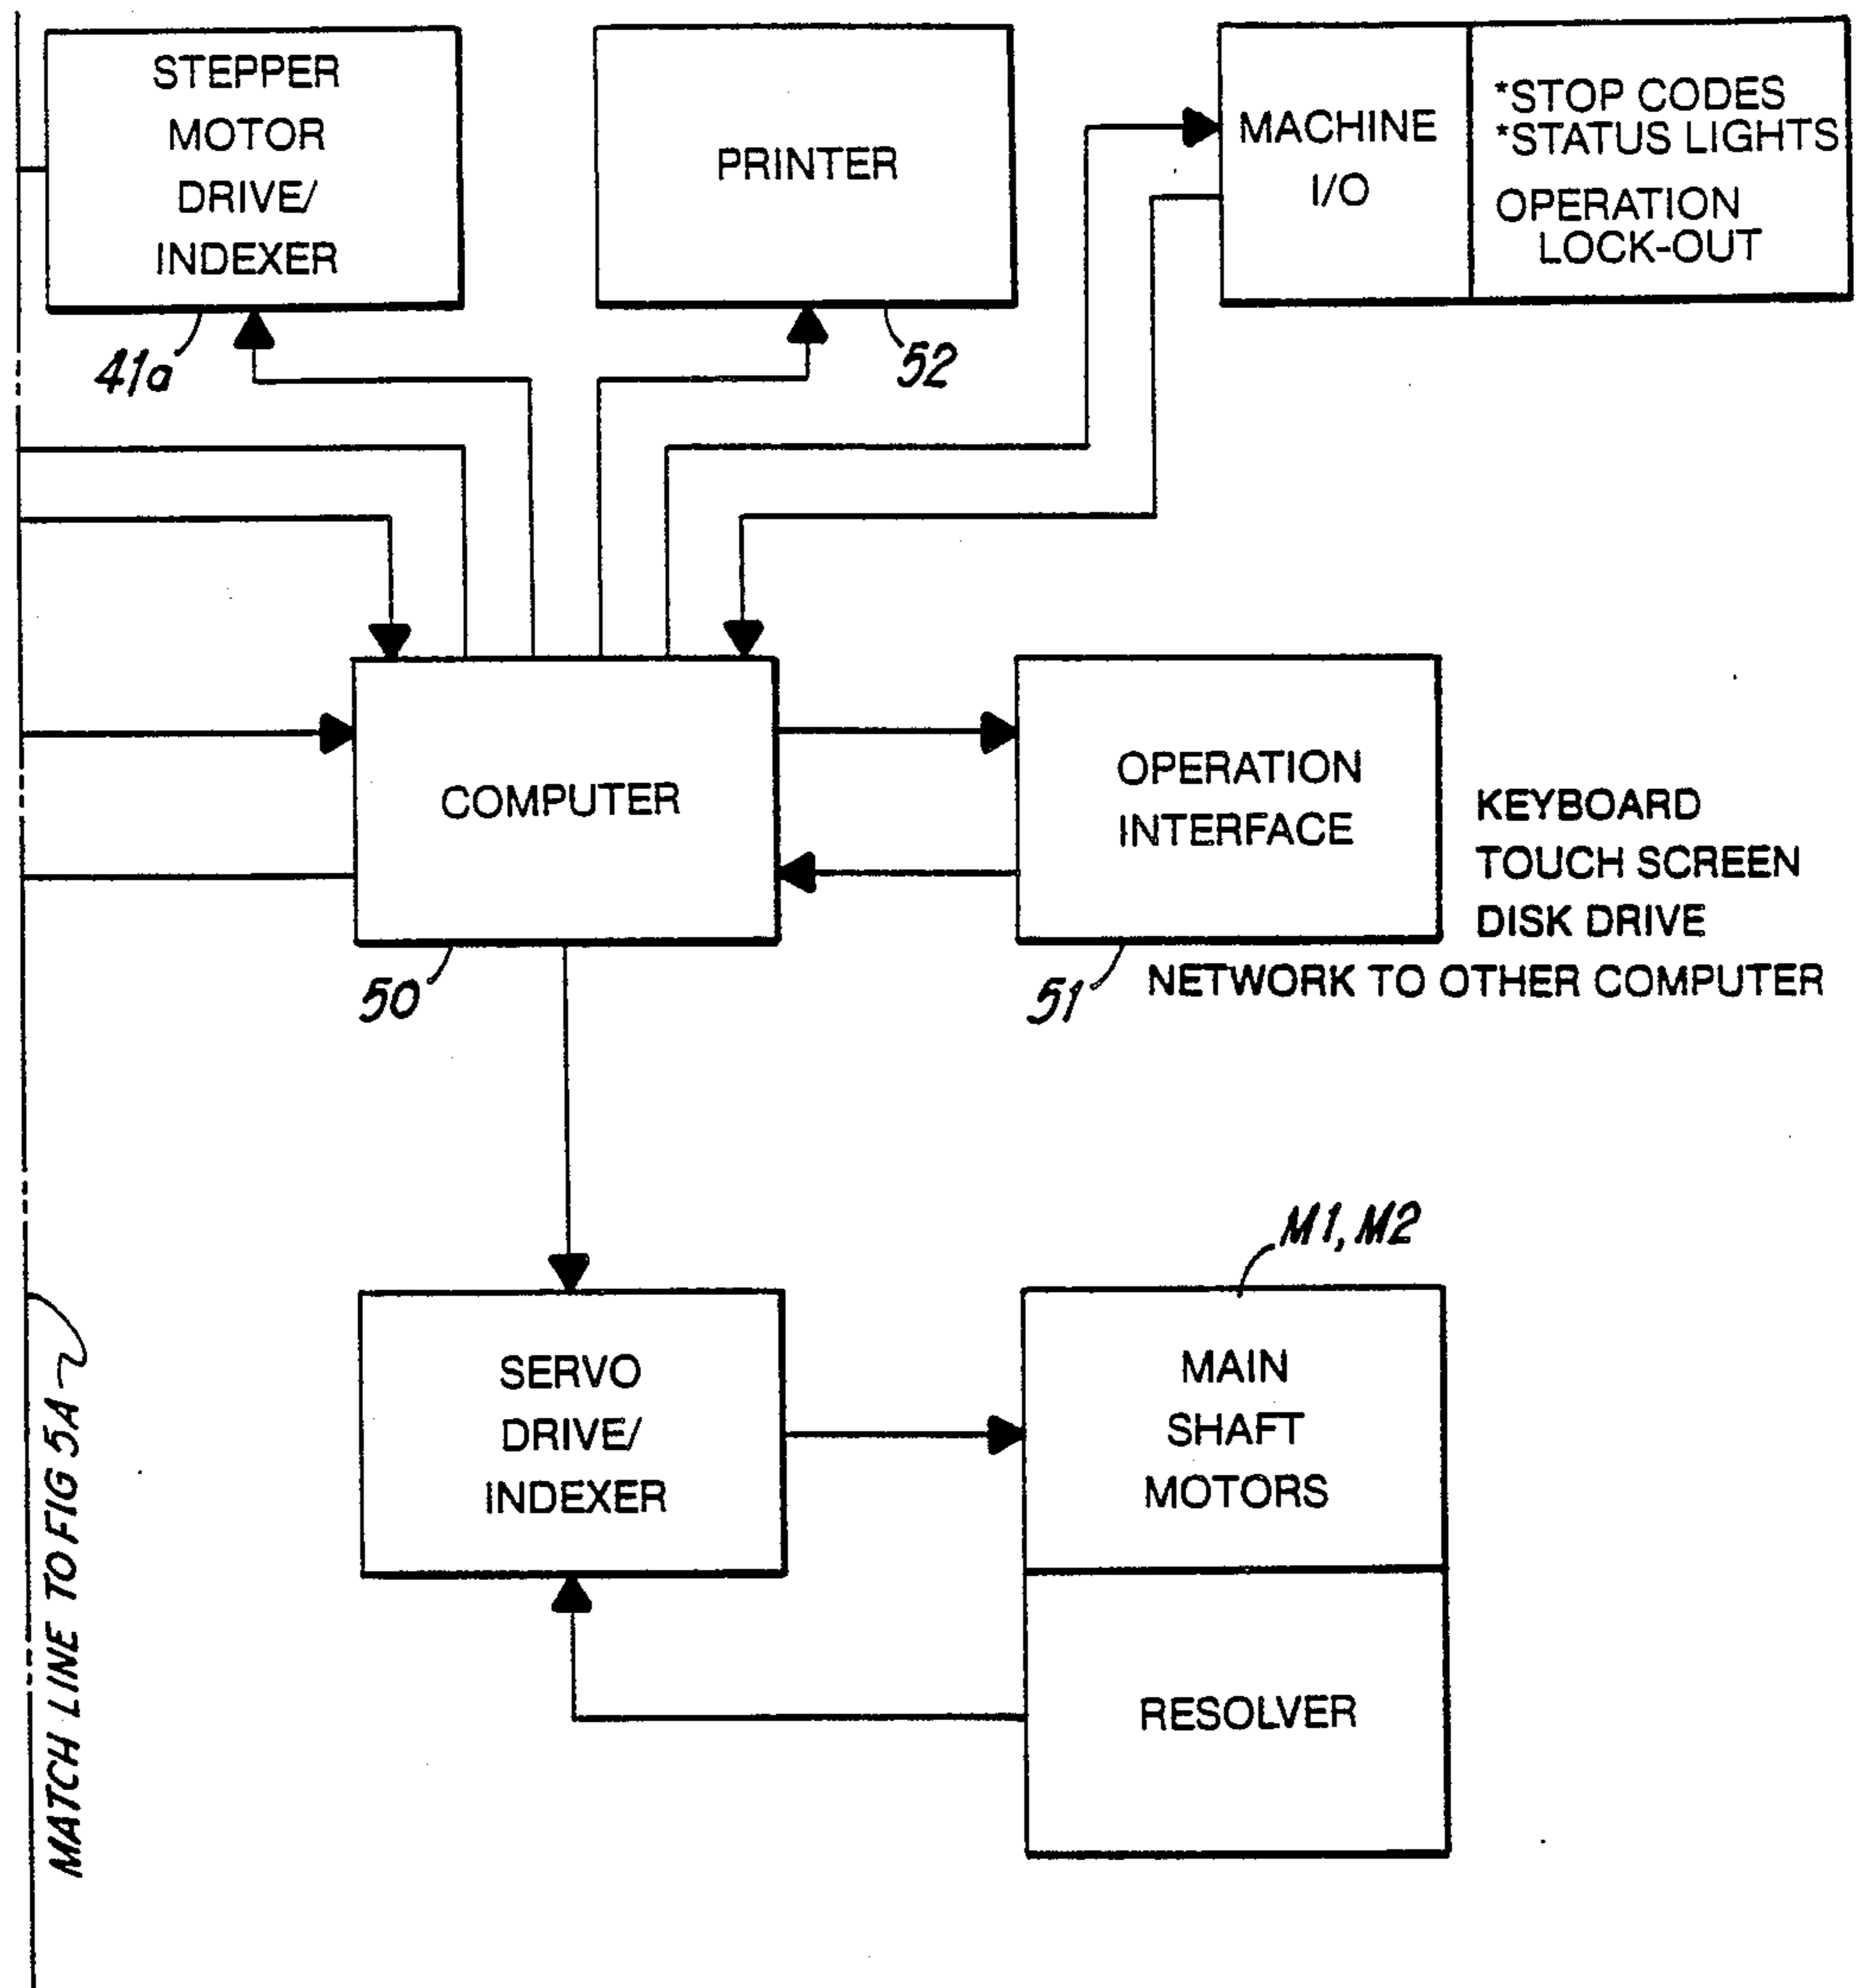 STEPPER
MOTOR
DRIVE/
INDEXER
41a
PRINTER
52
MACHINE
I/O
*STOP CODES
*STATUS LIGHTS
OPERATION
LOCK-OUT
COMPUTER
50
OPERATION
INTERFACE
51
KEYBOARD
TOUCH SCREEN
DISK DRIVE
NETWORK TO OTHER COMPUTER
SERVO
DRIVE/
INDEXER
M1, M2
MAIN
SHAFT
MOTORS
RESOLVER
MATCH LINE TO FIG 5A